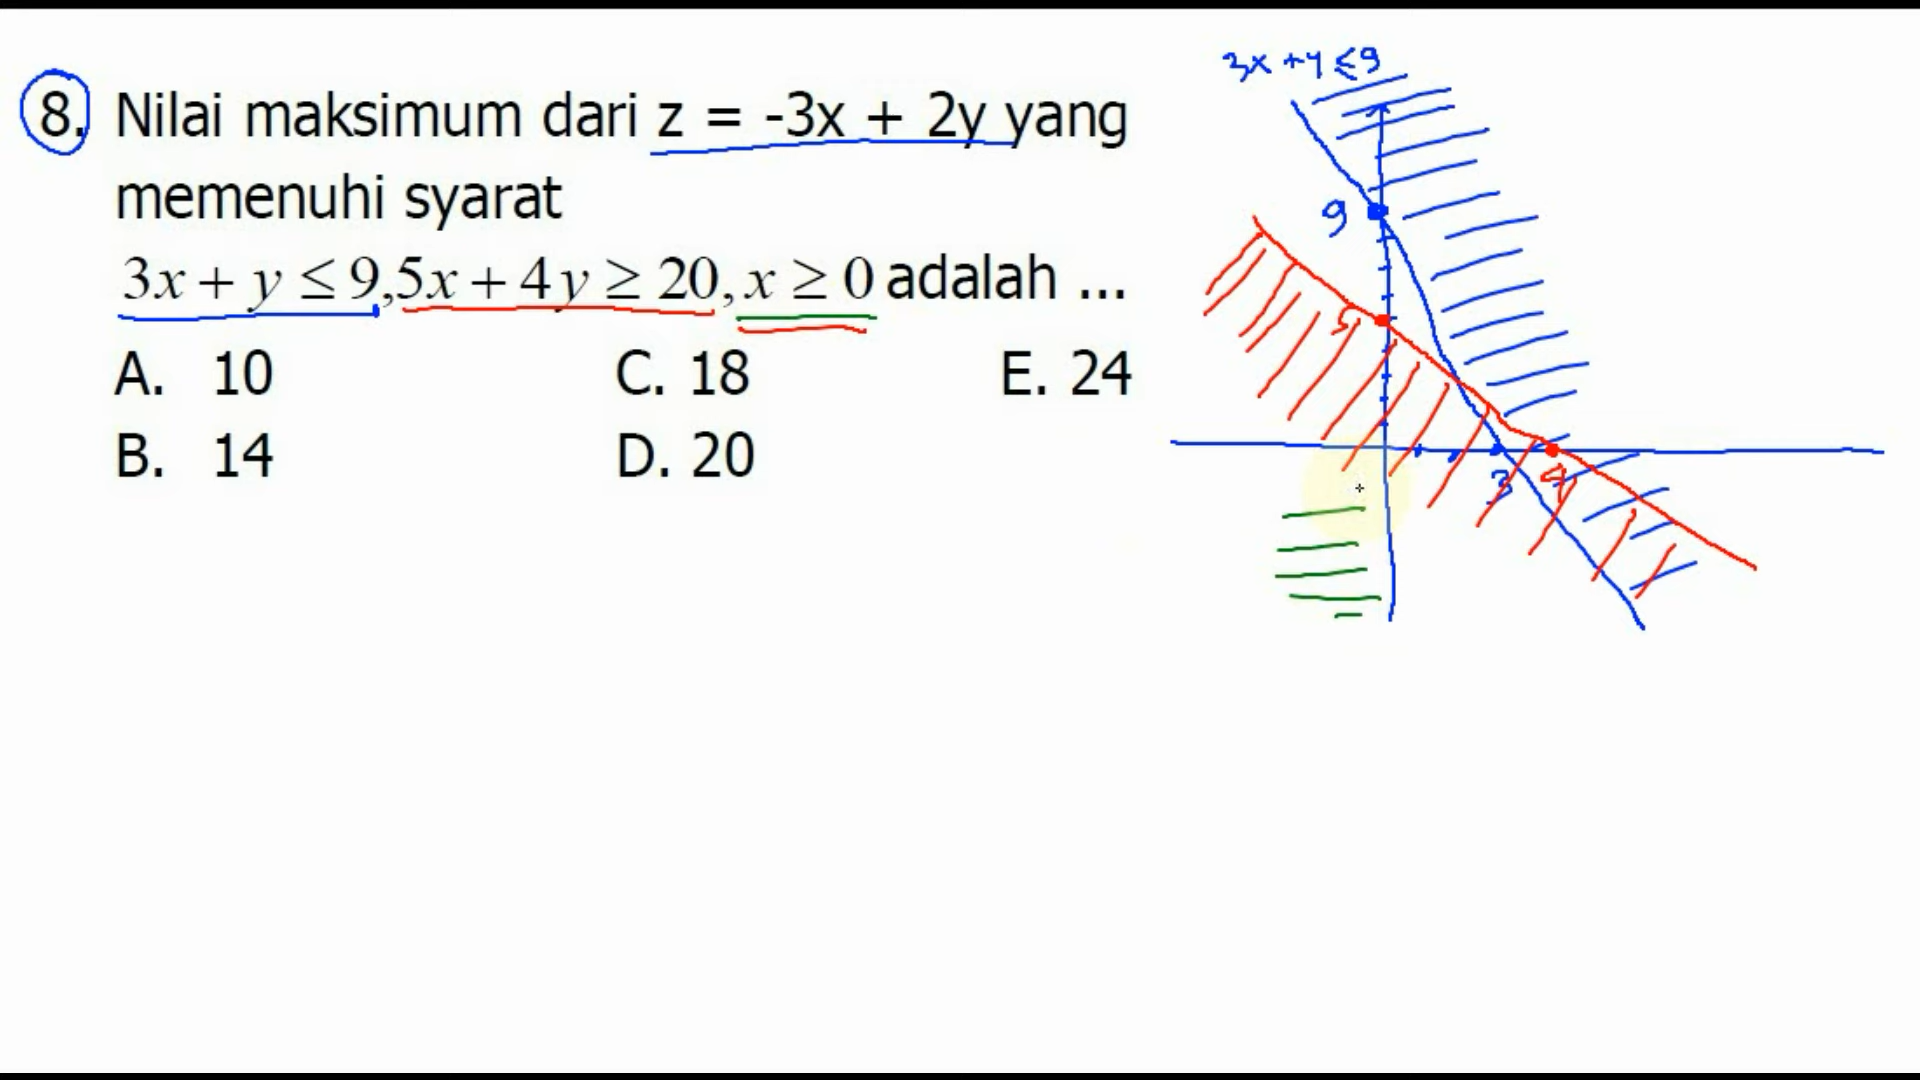 8. Nilai maksimum dari z = -3x + 2y yang
memenuhi syarat
3x + y ≤ 9, 5x + 4y ≥ 20, x ≥ 0 adalah ...
A. 10 C. 18 E. 24
B. 14 D. 20
3x + y ≤ 9
9
5
3 4